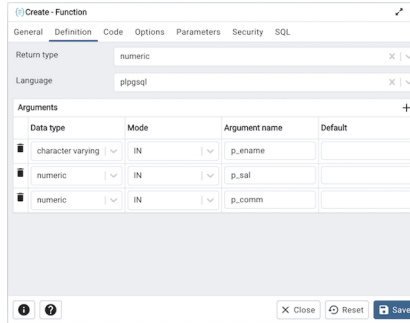 Create - Function
General Definition Code Options Parameters Security SQL
Return type numeric
Language plpgsql
Arguments
Data type Mode Argument name Default
character varying IN p_ename
numeric IN p_sal
numeric IN p_comm
Close Reset Save